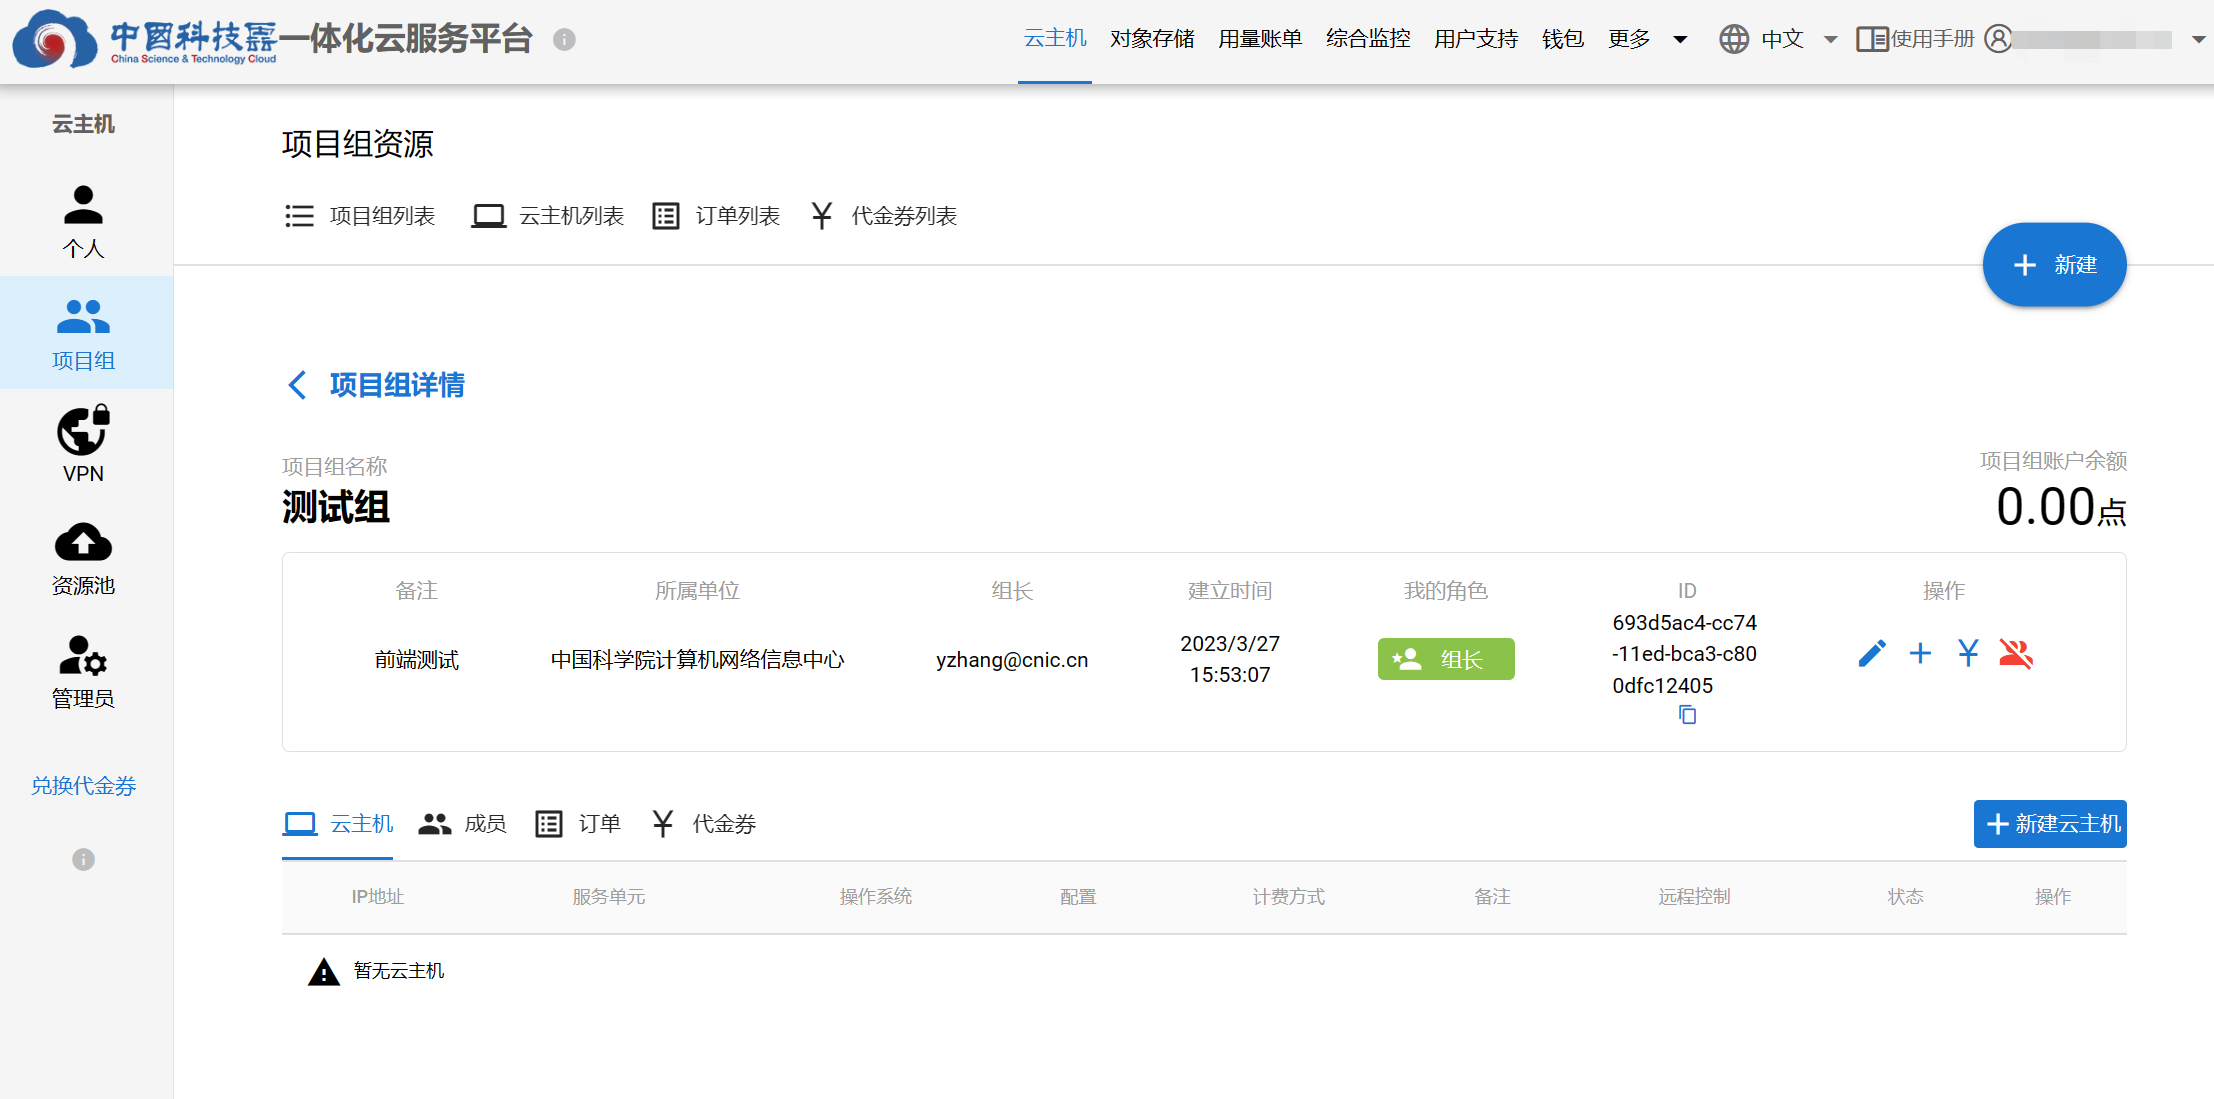 中国科技云
China Science & Technology Cloud
一体化云服务平台
云主机 对象存储 用量账单 综合监控 用户支持 钱包 更多 中文 使用手册
云主机
个人
项目组
VPN
资源池
管理员
兑换代金券
项目组资源
项目组列表 云主机列表 订单列表 代金券列表
新建
项目组详情
项目组名称
测试组
项目组账户余额
0.00点
备注 所属单位 组长 建立时间 我的角色 ID 操作
前端测试 中国科学院计算机网络信息中心 yzhang@cnic.cn 2023/3/27 15:53:07 组长
693d5ac4-cc74
-11ed-bca3-c80
0dfc12405
云主机 成员 订单 代金券
新建云主机
IP地址 服务单元 操作系统 配置 计费方式 备注 远程控制 状态 操作
暂无云主机